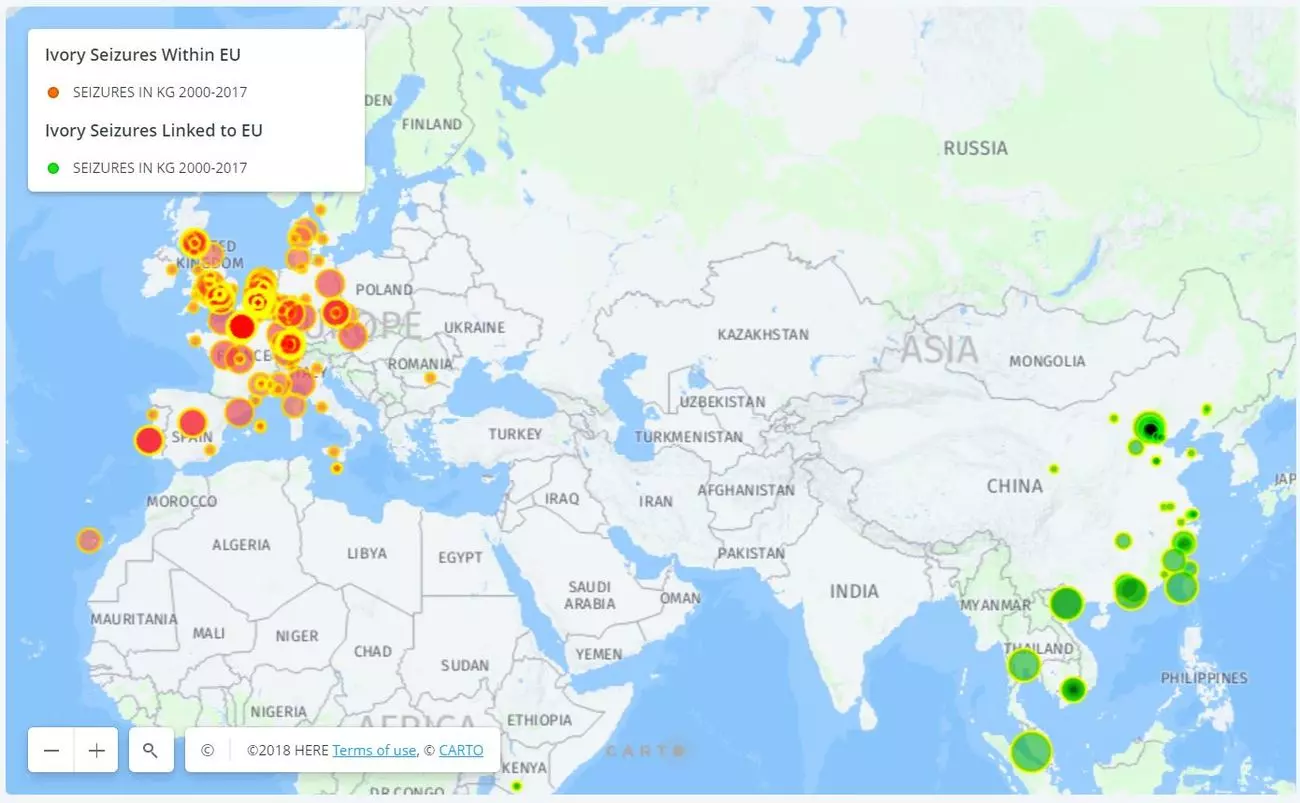 Ivory Seizures Within EU
SEIZURES IN KG 2000-2017
Ivory Seizures Linked to EU
SEIZURES IN KG 2000-2017
DEN
FINLAND
RUSSIA
ED
KINGDOM
POLAND
EUROPE
UKRAINE
KAZAKHSTAN
ASIA
MONGOLIA
FRANCE
ITALY
ROMANIA
UZBEKISTAN
SPAIN
TURKEY
TURKMENISTAN
CHINA
JAP
MOROCCO
IRAQ
IRAN
AFGHANISTAN
ALGERIA
LIBYA
EGYPT
PAKISTAN
SAUDI
ARABIA
OMAN
INDIA
MYANMAR
MAURITANIA
MALI
NIGER
CHAD
SUDAN
YEMEN
THAILAND
PHILIPPINES
NIGERIA
AFRICA
ETHIOPIA
CARTO
© ©2018 HERE Terms of use, © CARTO
KENYA
DR CONGO